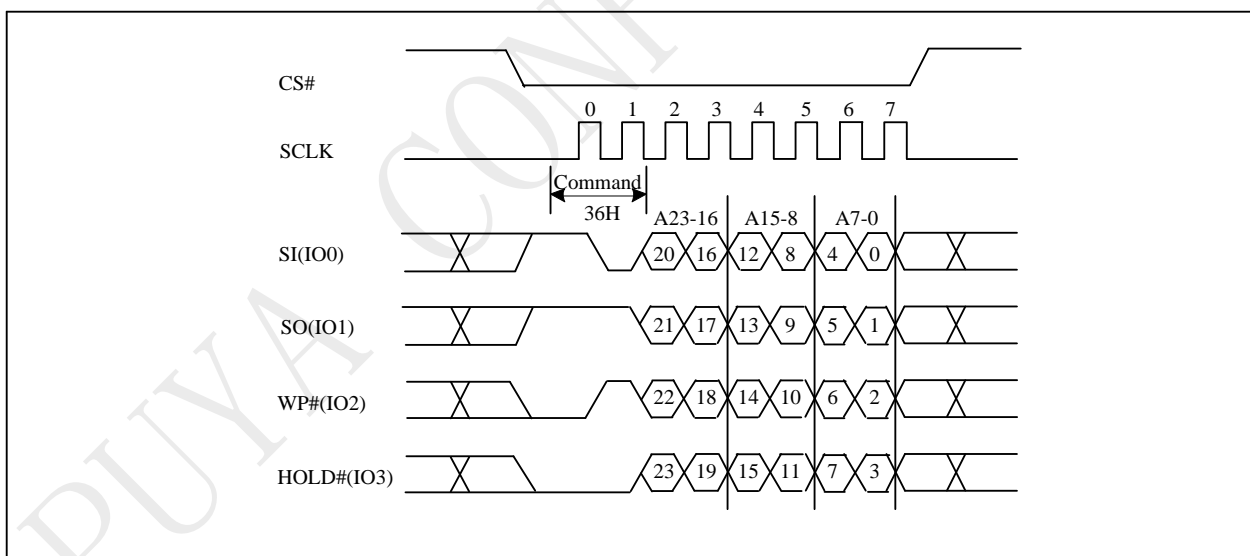 CS#
0 1 2 3 4 5 6 7
SCLK
Command
36H
A23-16 A15-8 A7-0
SI(IO0) 20 16 12 8 4 0
SO(IO1) 21 17 13 9 5 1
WP#(IO2) 22 18 14 10 6 2
HOLD#(IO3) 23 19 15 11 7 3
PUYA CONF